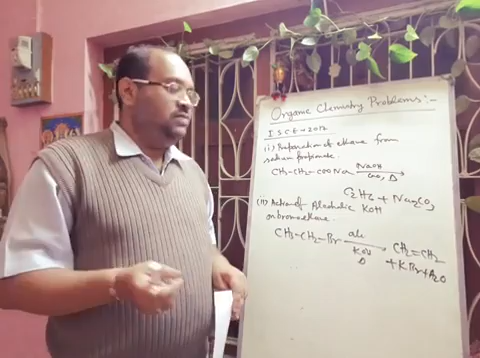 Organic Chemistry Problems:-
ISCE-2012
(i) Preparation of ethane from
sodium propionate.
CH3-CH2-COONa NaOH CaO, Δ
C2H6 + Na2CO3
(ii) Action of Alcoholic KOH
on bromoethane.
CH3-CH2-Br alc KOH Δ CH2=CH2
+KBr+H2O